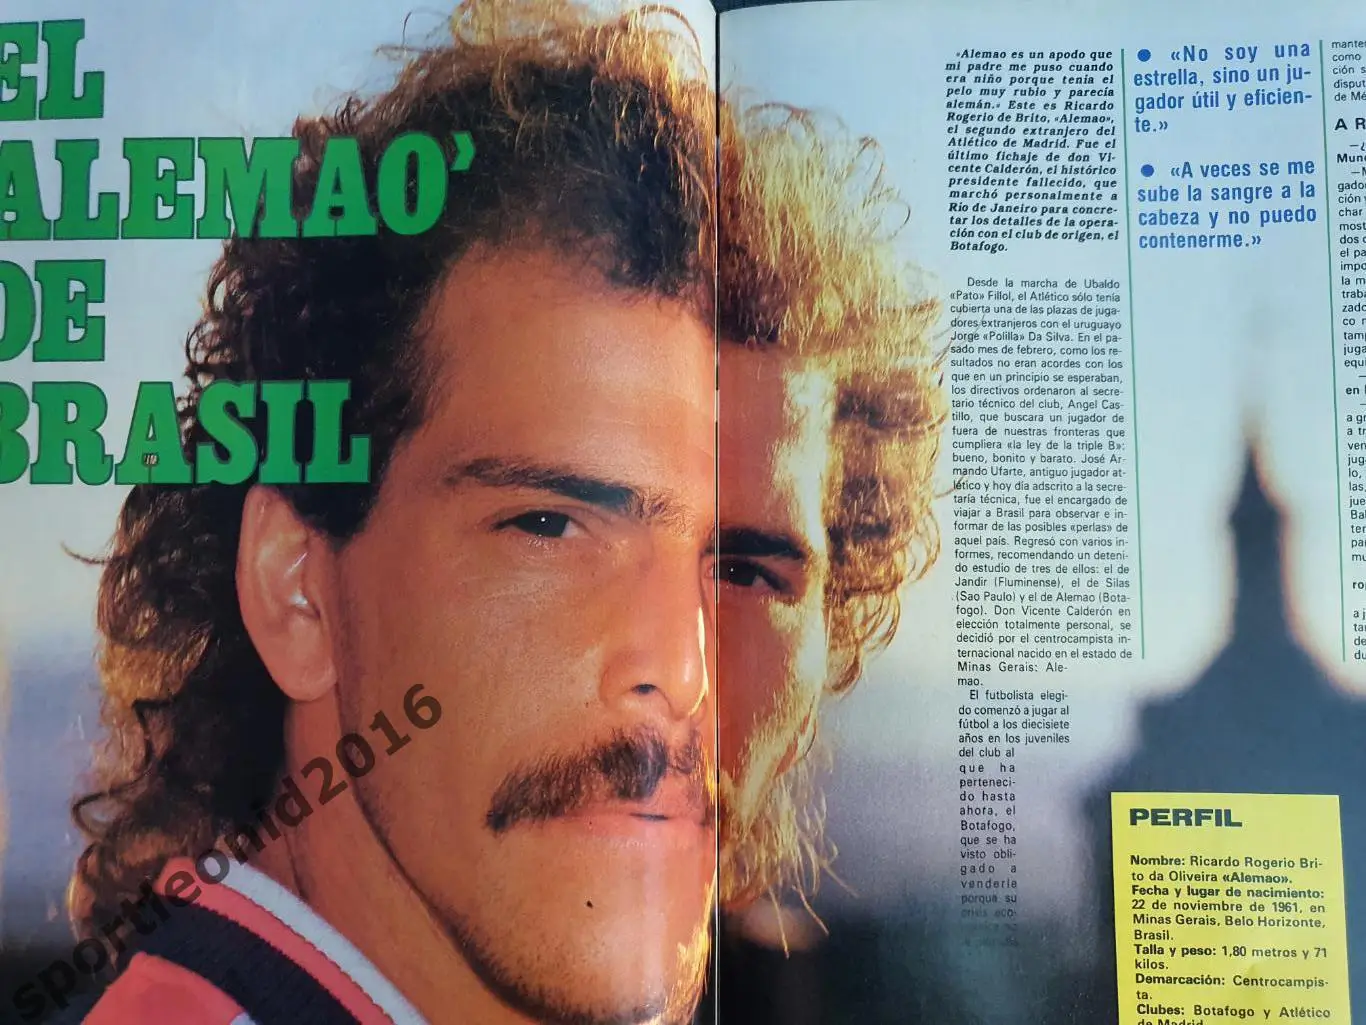 EL
'ALEMAO'
DE
BRASIL
«Alemao es un apodo que
mi padre me puso cuando
era niño porque tenia el
pelo muy rubio y parecía
alemán.» Este es Ricardo
Rogerio de Brito, «Alemao»,
el segundo extranjero del
Atlético de Madrid. Fue el
último fichaje de don Vi-
cente Calderón, el histórico
presidente fallecido, que
marchó personalmente a
Río de Janeiro para concre-
tar los detalles de la opera-
ción con el club de origen, el
Botafogo.
Desde la marcha de Ubaldo
«Pato» Fillol, el Atlético sólo tenía
cubierta una de las plazas de juga-
dores extranjeros con el uruguayo
Jorge «Polilla» Da Silva. En el pa-
sado mes de febrero, como los re-
sultados no eran acordes con los
que en un principio se esperaban,
los directivos ordenaron al secre-
tario técnico del club, Angel Cas-
tillo, que buscara un jugador de
fuera de nuestras fronteras que
cumpliera «la ley de la triple B»:
bueno, bonito y barato. José Ar-
mando Ufarte, antiguo jugador at-
lético y hoy día adscrito a la secre-
taría técnica, fue el encargado de
viajar a Brasil para observar e in-
formar de las posibles «perlas» de
aquel país. Regresó con varios in-
formes, recomendando un deteni-
do estudio de tres de ellos: el de
Jandir (Fluminense), el de Silas
(Sao Paulo) y el de Alemao (Bota-
fogo). Don Vicente Calderón en
elección totalmente personal, se
decidió por el centrocampista in-
ternacional nacido en el estado de
Minas Gerais: Ale-
mao.
El futbolista elegi-
do comenzó a jugar al
fútbol a los diecisiete
años en los juveniles
del club al
que ha
perteneci-
do hasta
ahora, el
Botafogo,
que se ha
visto obli-
gado a
venderle
porque su
crisis eco-
● «No soy una
estrella, sino un ju-
gador útil y eficien-
te.»
● «A veces se me
sube la sangre a la
cabeza y no puedo
contenerme.»
PERFIL
Nombre: Ricardo Rogerio Bri-
to da Oliveira «Alemao».
Fecha y lugar de nacimiento:
22 de noviembre de 1961, en
Minas Gerais, Belo Horizonte,
Brasil.
Talla y peso: 1,80 metros y 71
kilos.
Demarcación: Centrocampis-
ta.
Clubes: Botafogo y Atlético
de Madrid
como
ción s
disput
de Mé
A R
sportleonid2016